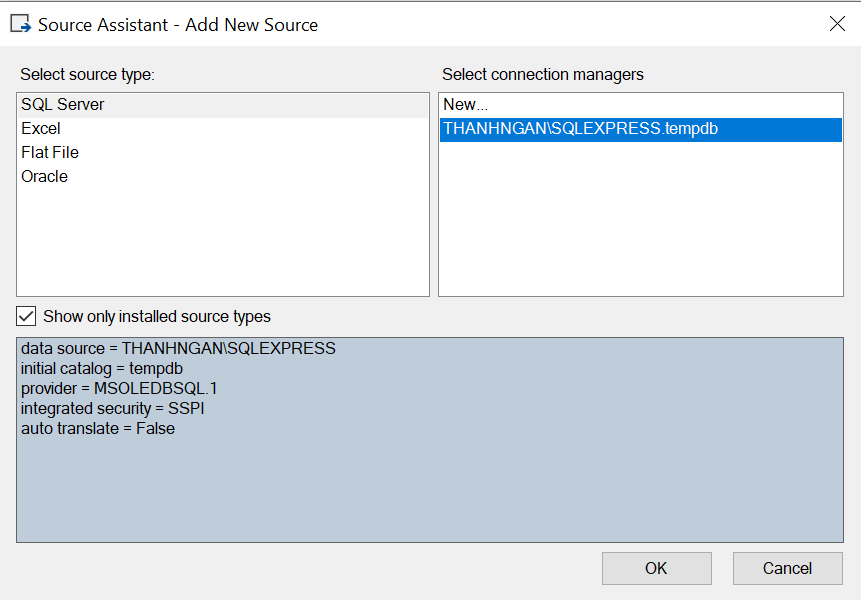 Source Assistant - Add New Source
Select source type:
SQL Server
Excel
Flat File
Oracle
Select connection managers
New...
THANHNGAN\SQLEXPRESS.tempdb
Show only installed source types
data source = THANHNGAN\SQLEXPRESS
initial catalog = tempdb
provider = MSOLEDBSQL.1
integrated security = SSPI
auto translate = False
OK
Cancel